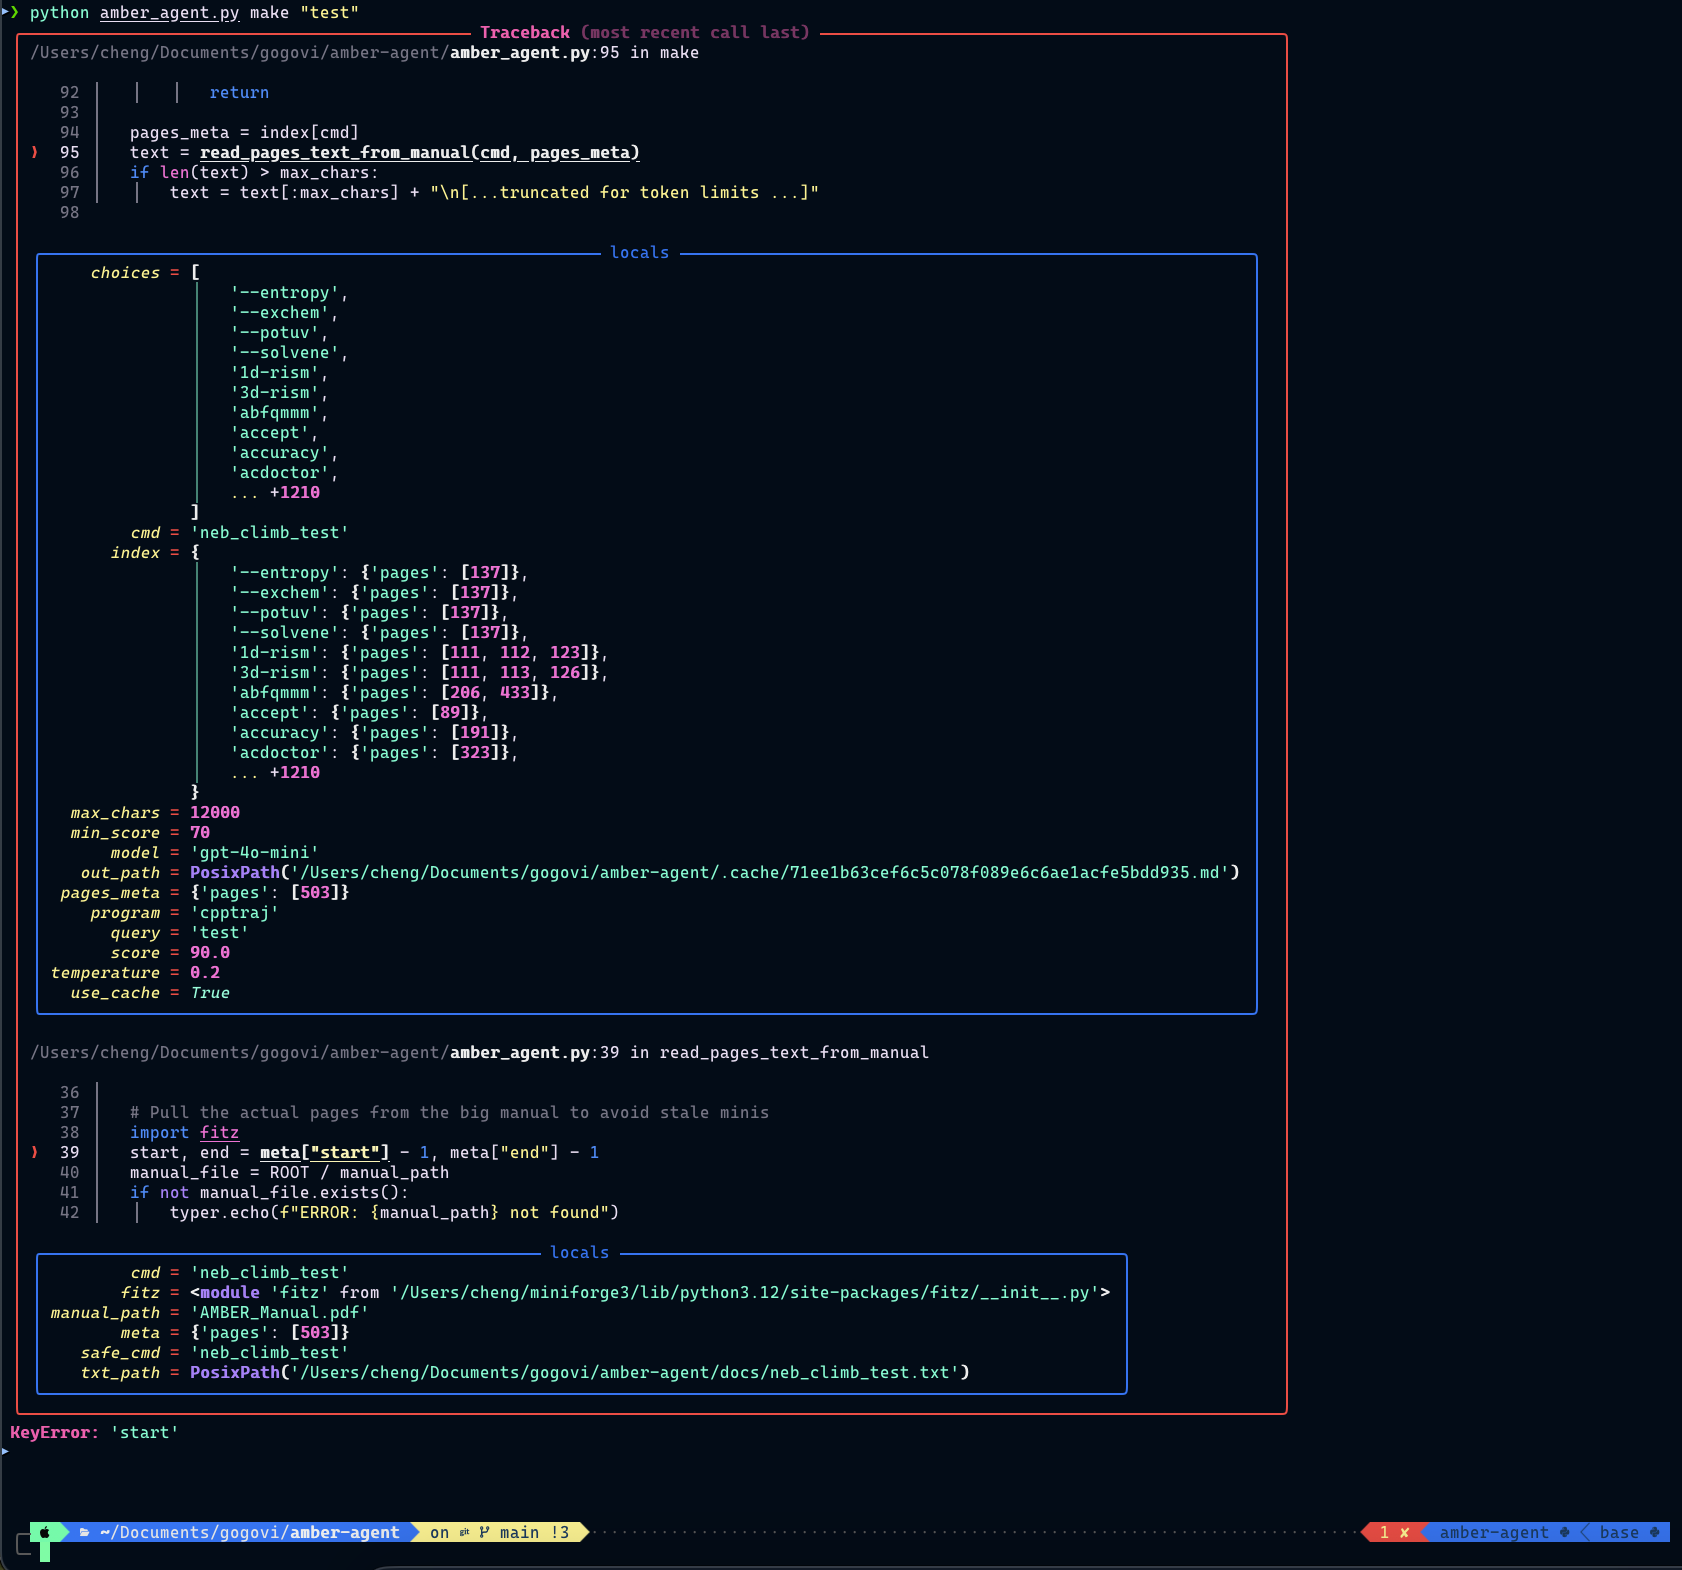 ❯ python amber_agent.py make "test"
Traceback (most recent call last)
/Users/cheng/Documents/gogovi/amber-agent/amber_agent.py:95 in make
92 return
93
94 pages_meta = index[cmd]
❱ 95 text = read_pages_text_from_manual(cmd, pages_meta)
96 if len(text) > max_chars:
97 text = text[:max_chars] + "\n[...truncated for token limits ...]"
98
locals
choices = [
'--entropy',
'--exchem',
'--potuv',
'--solvene',
'1d-rism',
'3d-rism',
'abfqmmm',
'accept',
'accuracy',
'acdoctor',
... +1210
]
cmd = 'neb_climb_test'
index = {
'--entropy': {'pages': [137]},
'--exchem': {'pages': [137]},
'--potuv': {'pages': [137]},
'--solvene': {'pages': [137]},
'1d-rism': {'pages': [111, 112, 123]},
'3d-rism': {'pages': [111, 113, 126]},
'abfqmmm': {'pages': [206, 433]},
'accept': {'pages': [89]},
'accuracy': {'pages': [191]},
'acdoctor': {'pages': [323]},
... +1210
}
max_chars = 12000
min_score = 70
model = 'gpt-4o-mini'
out_path = PosixPath('/Users/cheng/Documents/gogovi/amber-agent/.cache/71ee1b63cef6c5c078f089e6c6ae1acfe5bdd935.md')
pages_meta = {'pages': [503]}
program = 'cpptraj'
query = 'test'
score = 90.0
temperature = 0.2
use_cache = True
/Users/cheng/Documents/gogovi/amber-agent/amber_agent.py:39 in read_pages_text_from_manual
36
37 # Pull the actual pages from the big manual to avoid stale minis
38 import fitz
❱ 39 start, end = meta["start"] - 1, meta["end"] - 1
40 manual_file = ROOT / manual_path
41 if not manual_file.exists():
42 typer.echo(f"ERROR: {manual_path} not found")
locals
cmd = 'neb_climb_test'
fitz = <module 'fitz' from '/Users/cheng/miniforge3/lib/python3.12/site-packages/fitz/__init__.py'>
manual_path = 'AMBER_Manual.pdf'
meta = {'pages': [503]}
safe_cmd = 'neb_climb_test'
txt_path = PosixPath('/Users/cheng/Documents/gogovi/amber-agent/docs/neb_climb_test.txt')
KeyError: 'start'
~/Documents/gogovi/amber-agent on git main !3 1 ✘ amber-agent base